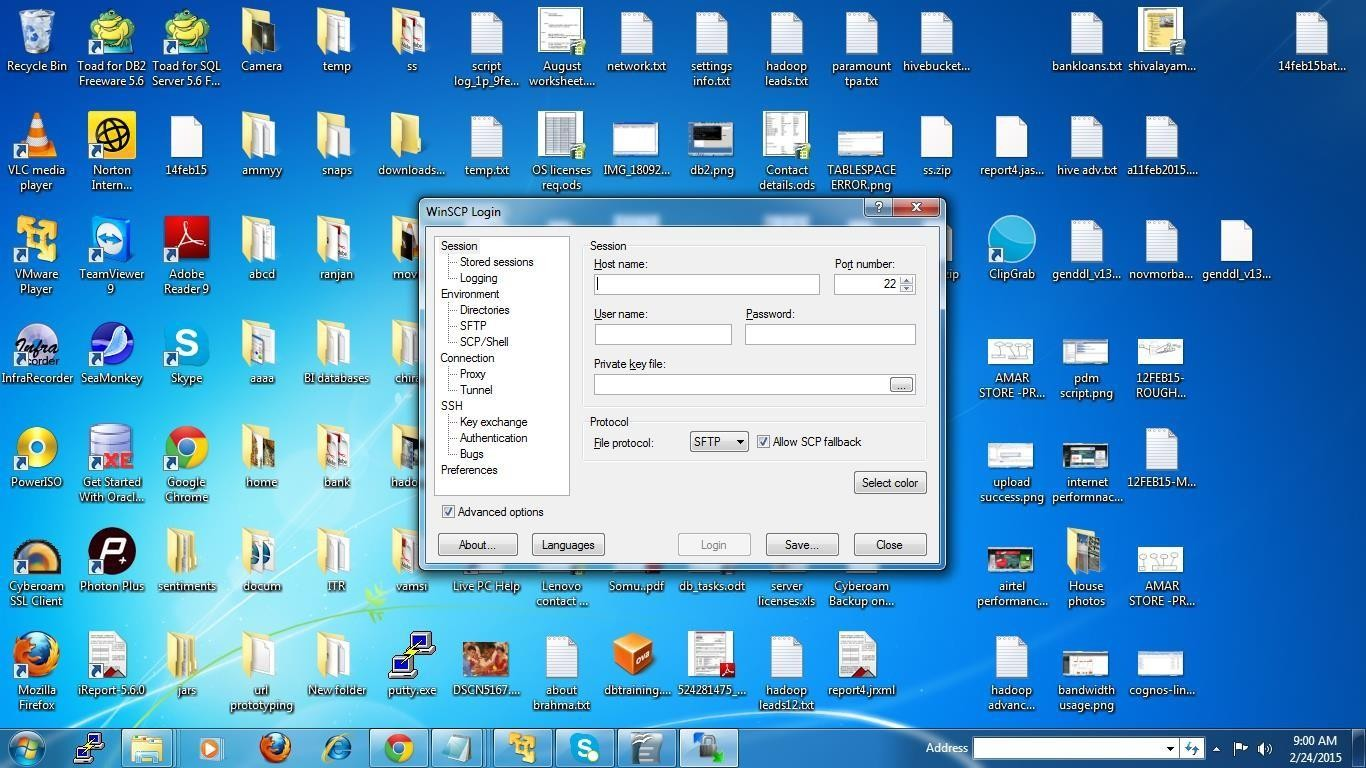 Recycle Bin
Toad for DB2
Freeware 5.6
Toad for SQL
Server 5.6 F...
Camera
temp
ss
script
log_1p_9fe...
August
worksheet....
network.txt
settings
info.txt
hadoop
leads.txt
paramount
tpa.txt
hivebucket...
bankloans.txt
shivalayam...
14feb15bat...
VLC media
player
Norton
Intern...
14feb15
ammyy
snaps
downloads...
temp.txt
OS licenses
req.ods
IMG_18092...
db2.png
Contact
details.ods
TABLESPACE
ERROR.png
ss.zip
report4.jas...
hive adv.txt
a11feb2015....
VMware
Player
TeamViewer
9
Adobe
Reader 9
abcd
ranjan
mov
zip
ClipGrab
genddl_v13...
novmorba...
genddl_v13...
InfraRecorder
SeaMonkey
Skype
aaaa
BI databases
chira
AMAR
STORE -PR...
pdm
script.png
12FEB15-
ROUGH...
PowerISO
Get Started
With Oracl...
Google
Chrome
home
bank
hado
upload
success.png
internet
performnac...
12FEB15-M...
Cyberoam
SSL Client
Photon Plus
sentiments
docum
ITR
vamsi
Live PC Help
Lenovo
contact ...
Somu..pdf
db_tasks.odt
server
licenses.xls
Cyberoam
Backup on...
airtel
performanc...
House
photos
AMAR
STORE -PR...
Mozilla
Firefox
iReport-5.6.0
jars
url
prototyping
New folder
putty.exe
DSCN5167....
about
brahma.txt
dbtraining....
524281475_...
hadoop
leads12.txt
report4.jrxml
hadoop
advanc...
bandwidth
usage.png
cognos-lin...
WinSCP Login
Session
Stored sessions
Logging
Environment
Directories
SFTP
SCP/Shell
Connection
Proxy
Tunnel
SSH
Key exchange
Authentication
Bugs
Preferences
Session
Host name:
Port number:
22
User name:
Password:
Private key file:
...
Protocol
File protocol:
SFTP
Allow SCP fallback
Select color
Advanced options
About...
Languages
Login
Save...
Close
Address
9:00 AM
2/24/2015